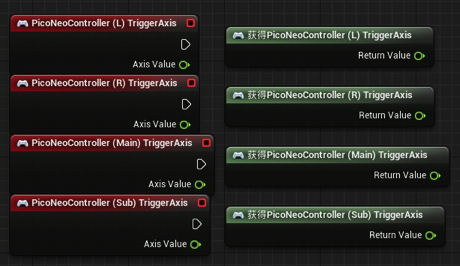 PicoNeoController (L) TriggerAxis
Axis Value
获得PicoNeoController (L) TriggerAxis
Return Value
PicoNeoController (R) TriggerAxis
Axis Value
获得PicoNeoController (R) TriggerAxis
Return Value
PicoNeoController (Main) TriggerAxis
Axis Value
获得PicoNeoController (Main) TriggerAxis
Return Value
PicoNeoController (Sub) TriggerAxis
Axis Value
获得PicoNeoController (Sub) TriggerAxis
Return Value